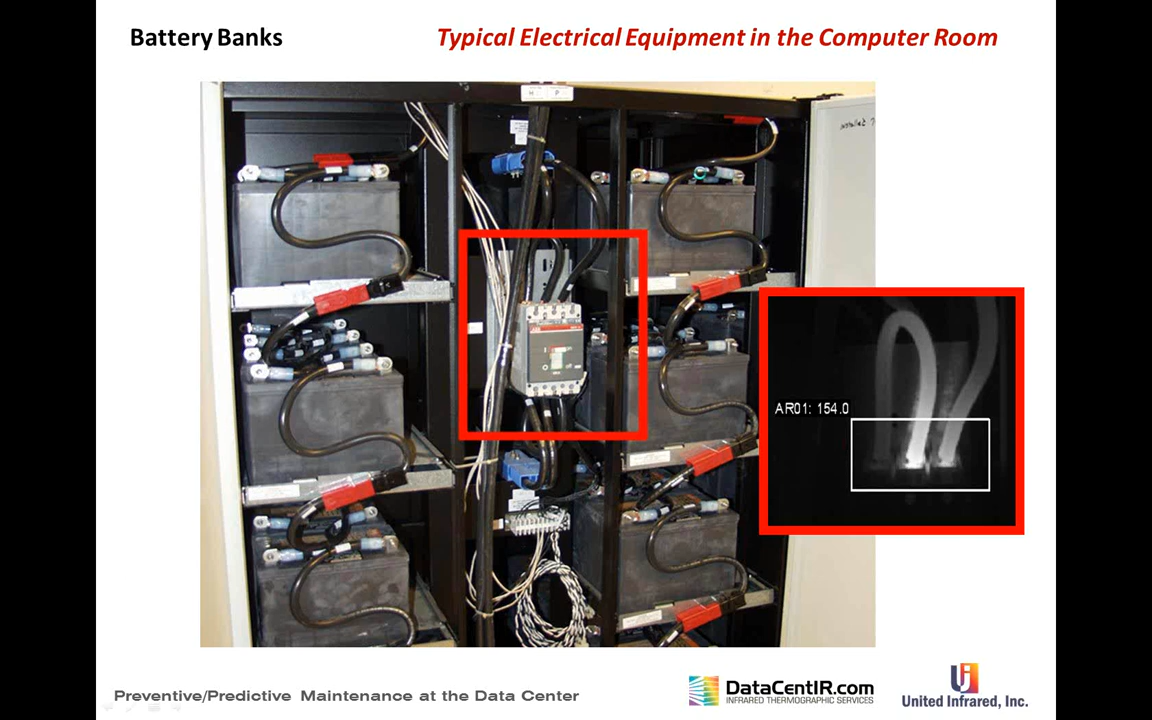 Battery Banks
Typical Electrical Equipment in the Computer Room
H
P
ABB
AR01: 154.0
Preventive/Predictive Maintenance at the Data Center
DataCentIR.com
INFRARED THERMOGRAPHIC SERVICES
United Infrared, Inc.